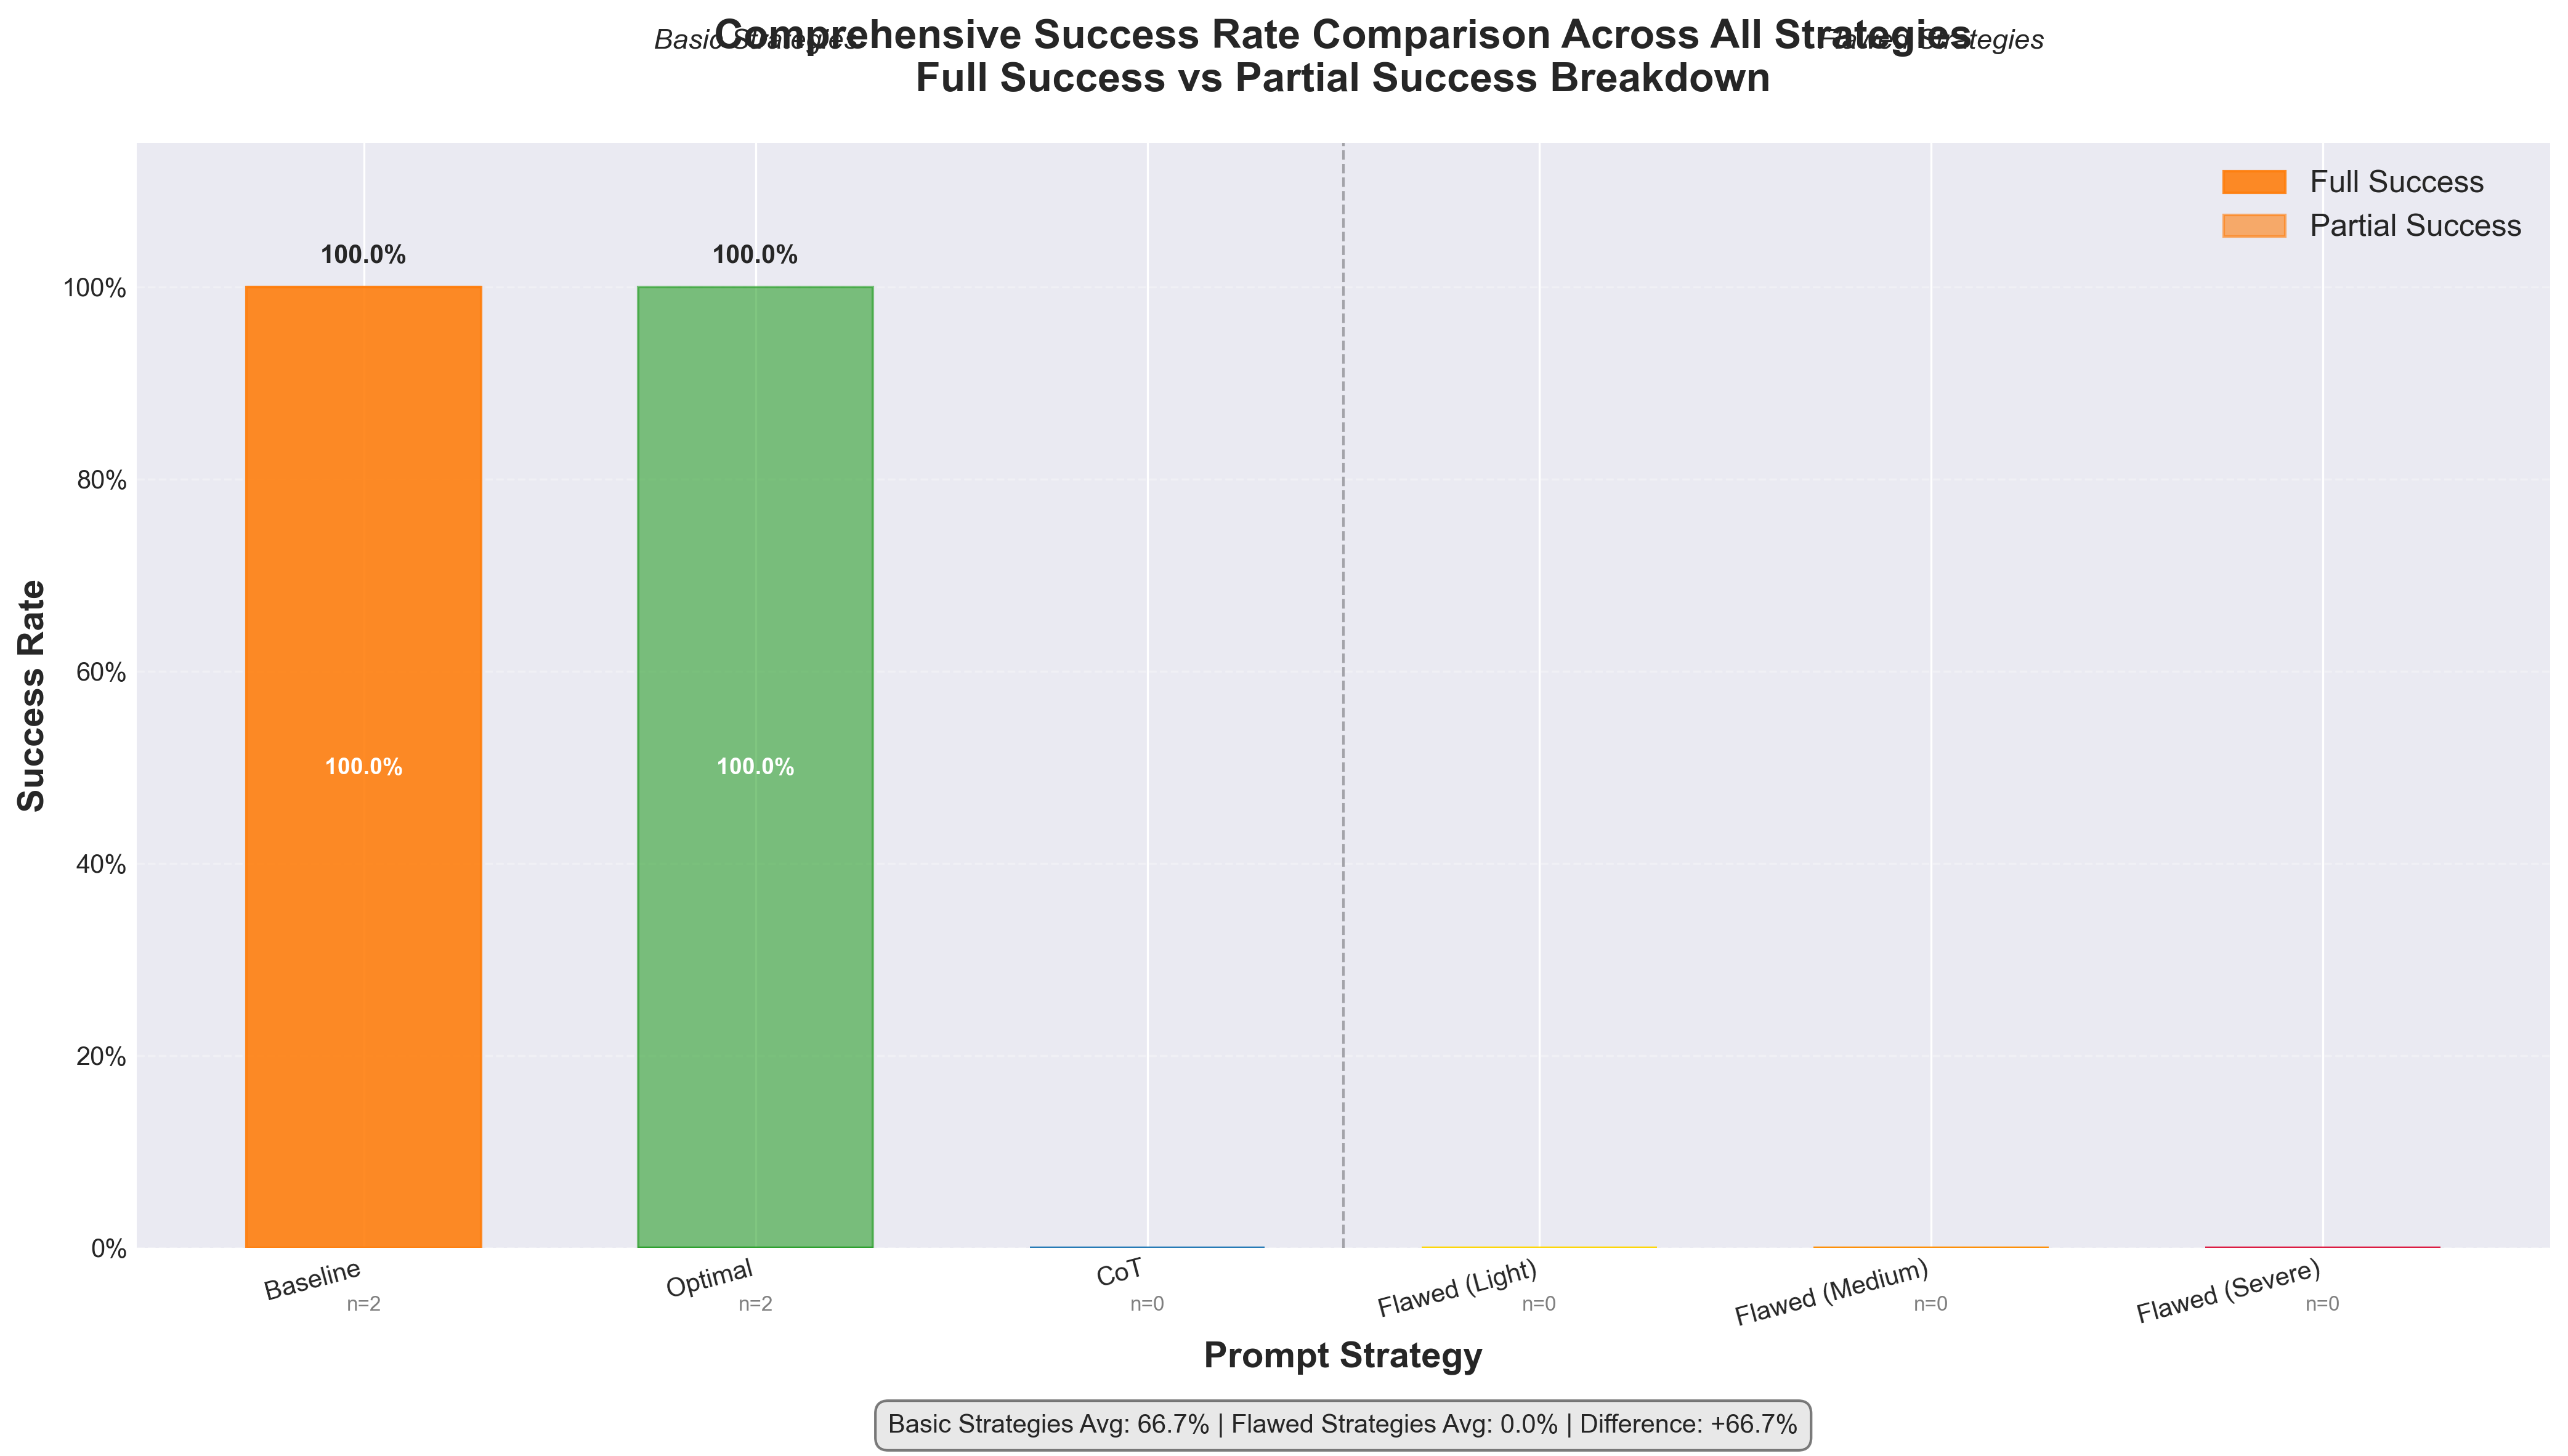 Comprehensive Success Rate Comparison Across All Strategies
Basic Strategies
Flawed Strategies
Full Success vs Partial Success Breakdown
Full Success
Partial Success
100.0%
100.0%
100%
80%
60%
40%
20%
0%
Success Rate
100.0%
100.0%
Baseline
Optimal
CoT
Flawed (Light)
Flawed (Medium)
Flawed (Severe)
n=2
n=2
n=0
n=0
n=0
n=0
Prompt Strategy
Basic Strategies Avg: 66.7% | Flawed Strategies Avg: 0.0% | Difference: +66.7%